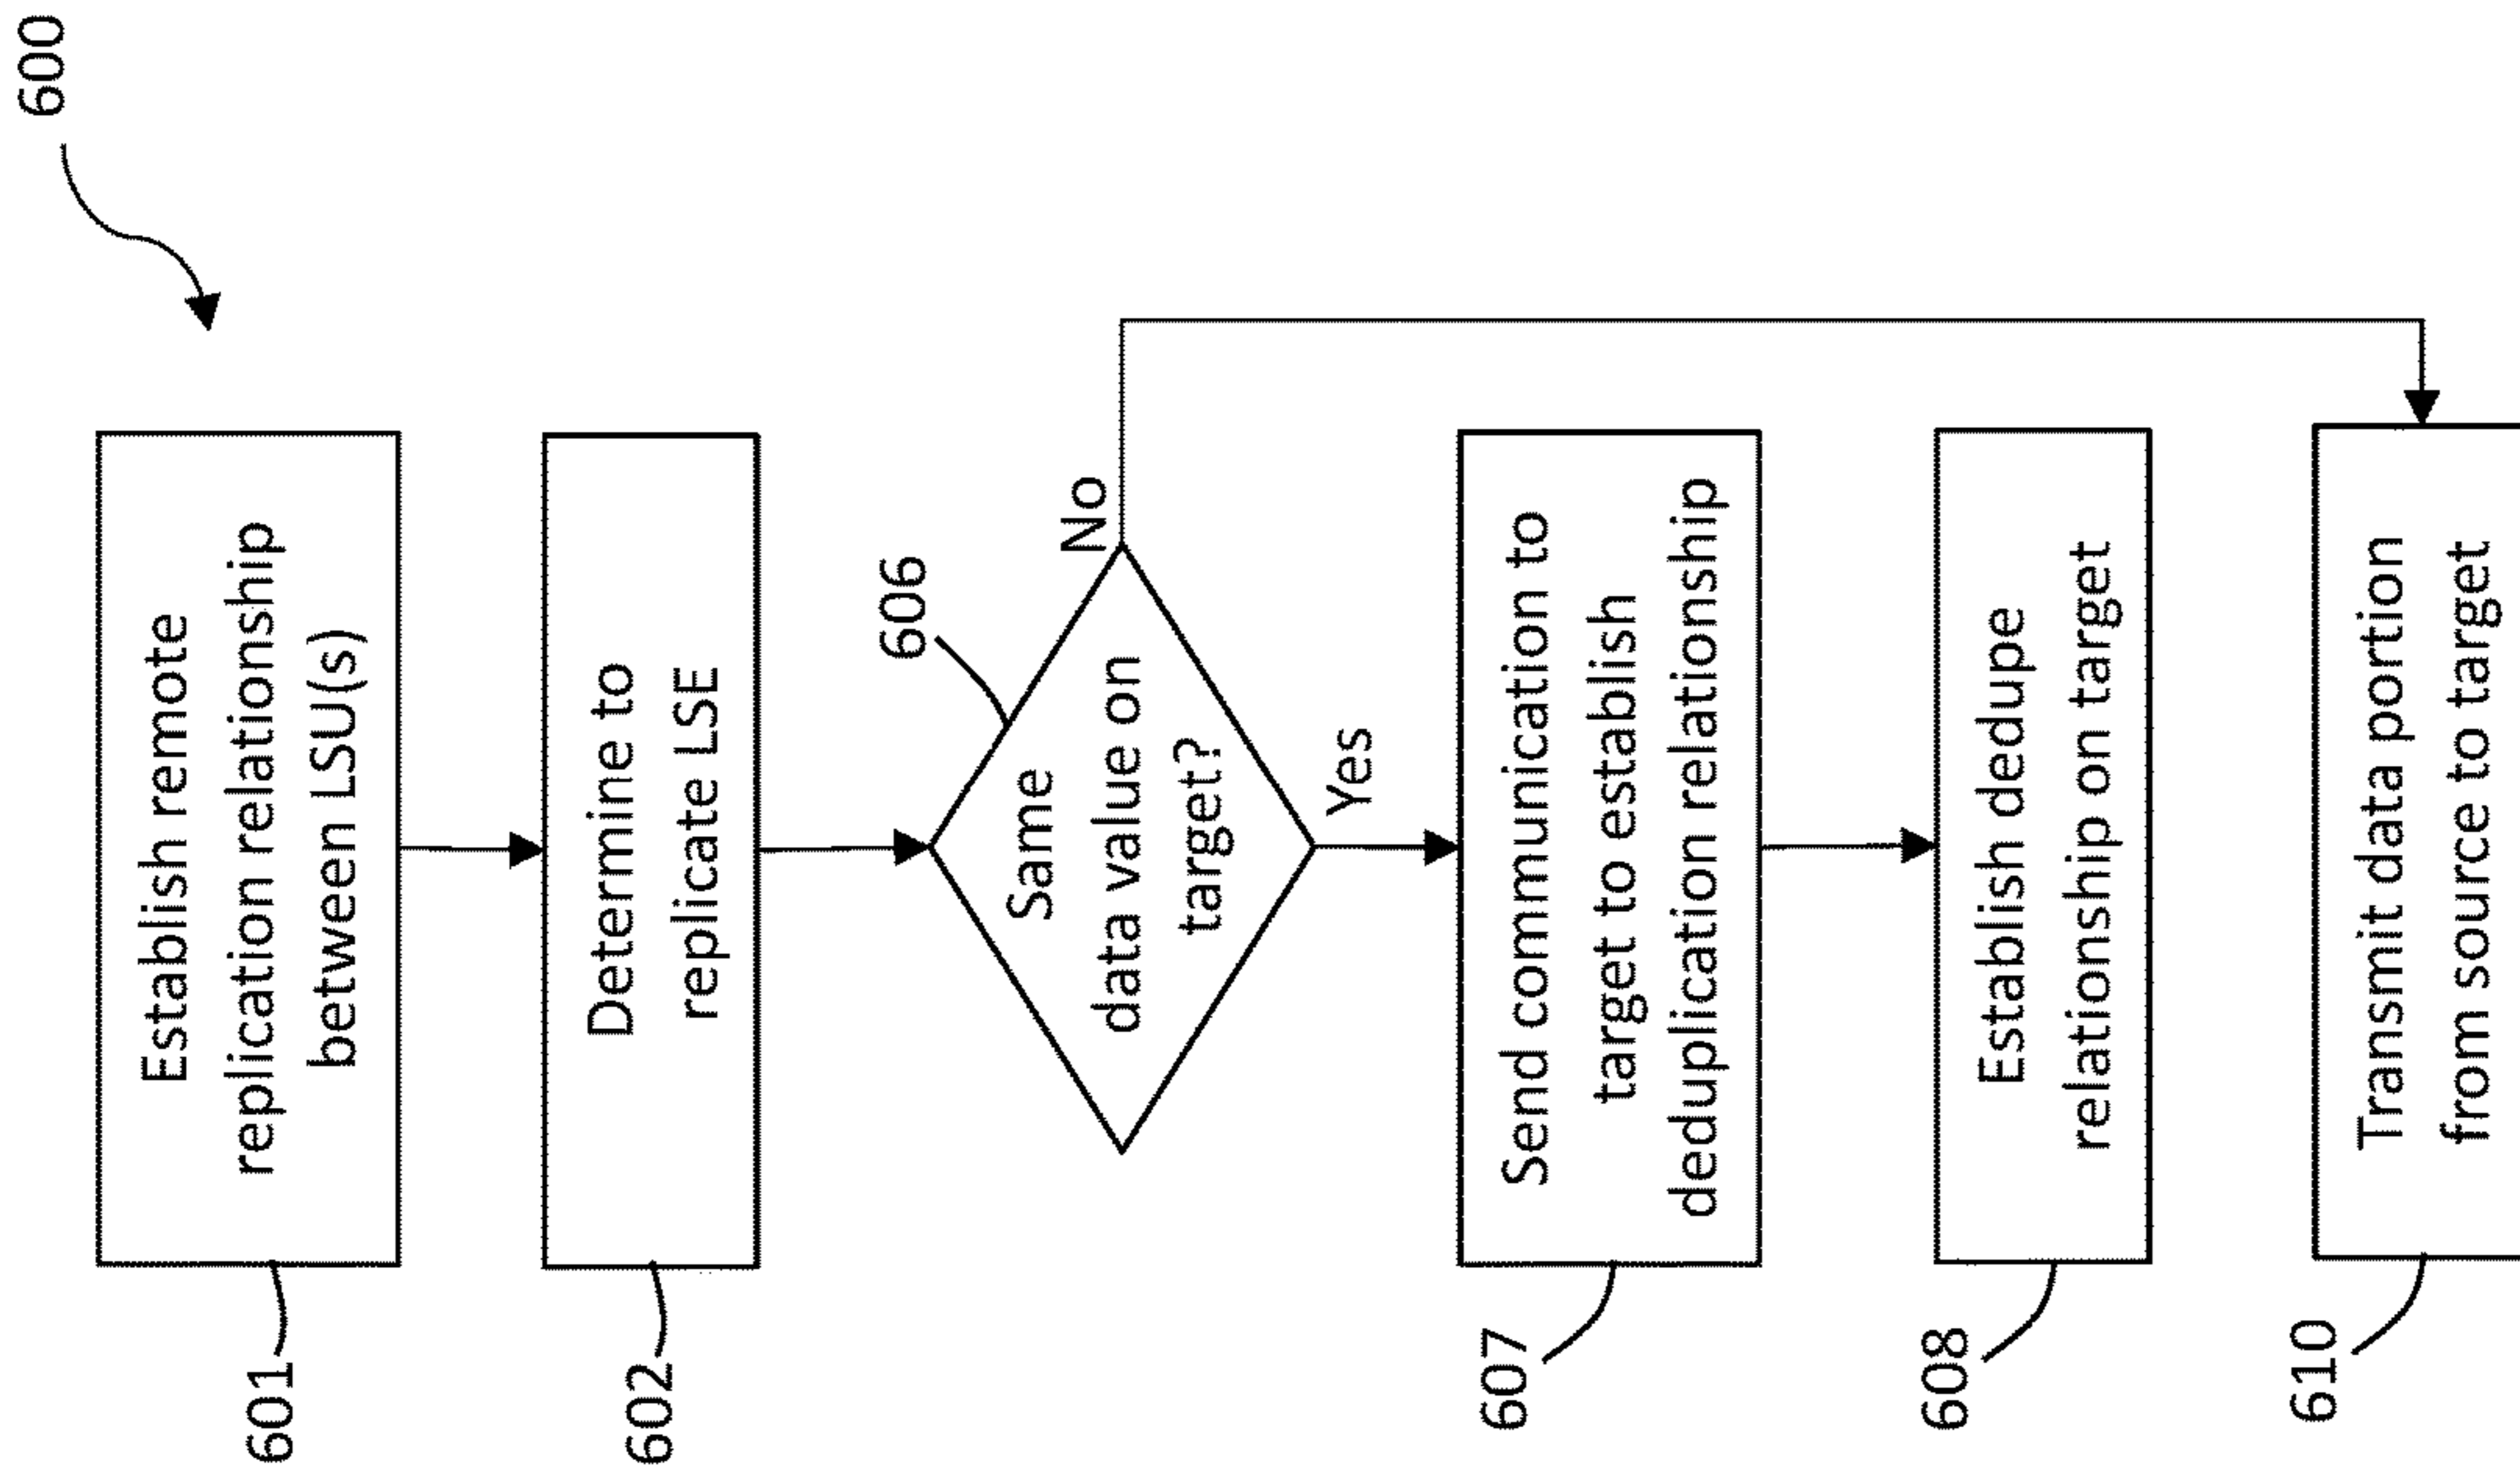 600
601
Establish remote
replication relationship
between LSU(s)
602
Determine to
replicate LSE
606
Same
data value on
target?
No
Yes
607
Send communication to
target to establish
deduplication relationship
608
Establish dedupe
relationship on target
610
Transmit data portion
from source to target